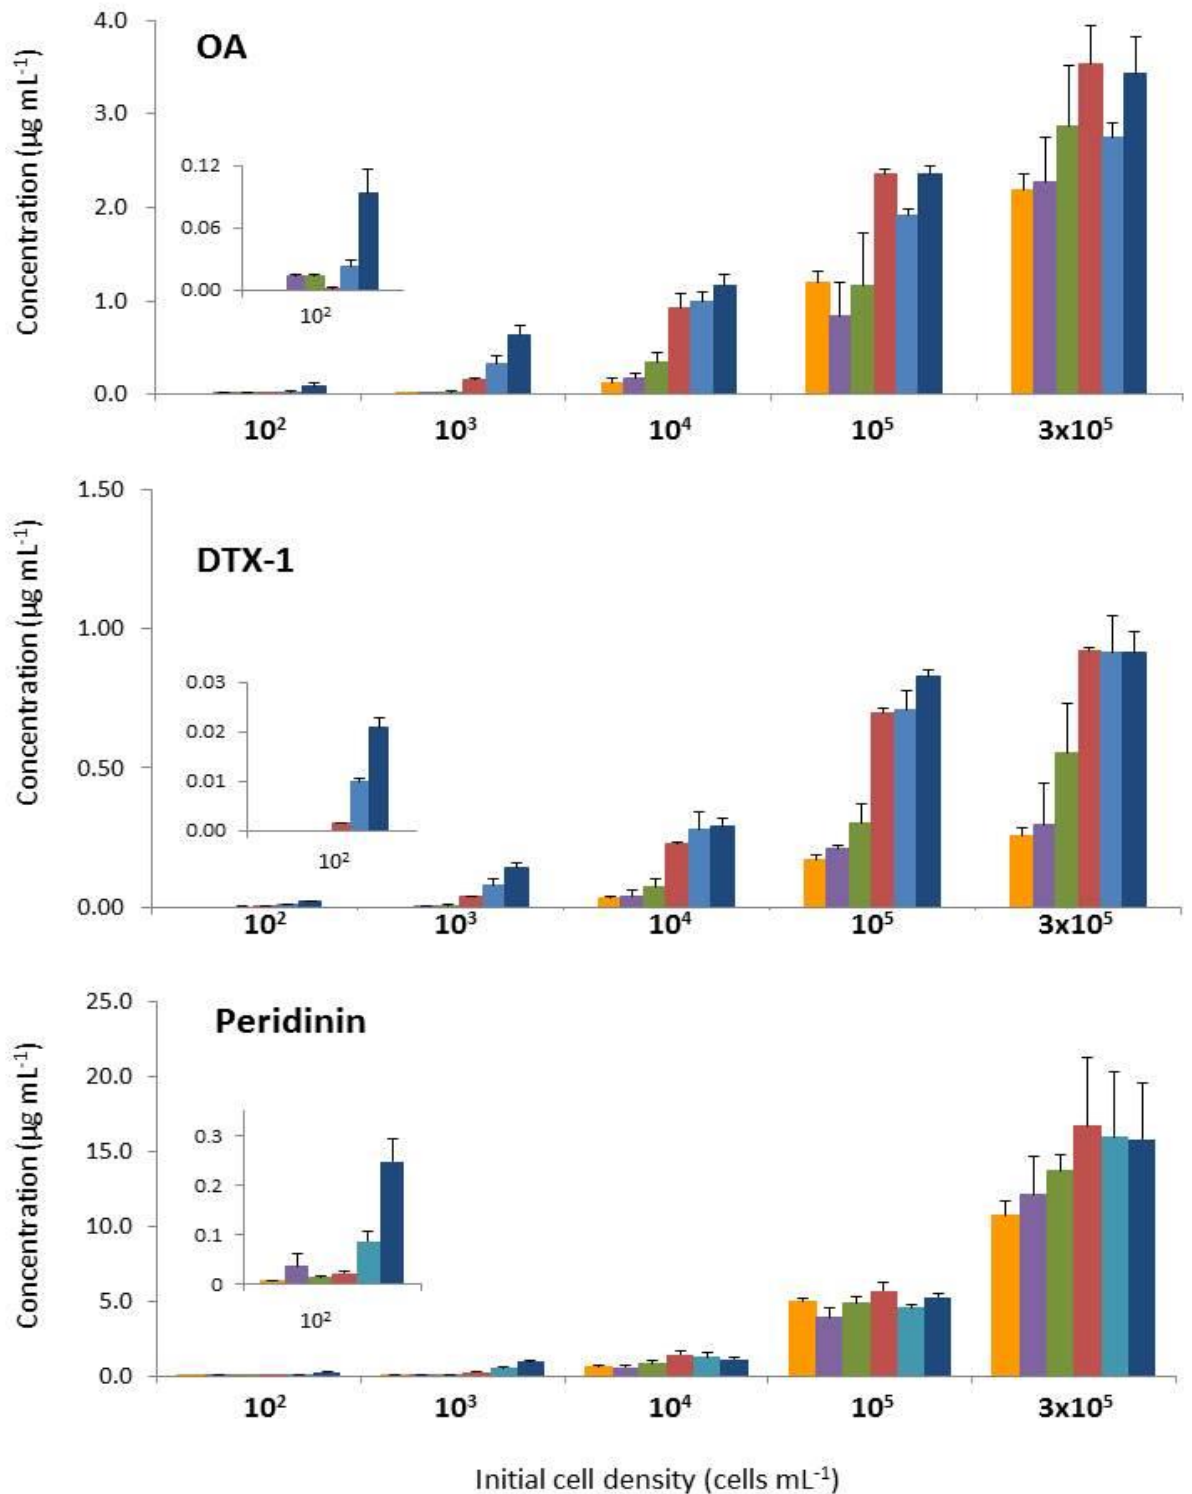 OA
Concentration (µg mL⁻¹)
4.0
3.0
2.0
1.0
0.0
0.12
0.06
0.00
10²
10² 10³ 10⁴ 10⁵ 3x10⁵
DTX-1
Concentration (µg mL⁻¹)
1.50
1.00
0.50
0.00
0.03
0.02
0.01
0.00
10²
10² 10³ 10⁴ 10⁵ 3x10⁵
Peridinin
Concentration (µg mL⁻¹)
25.0
20.0
15.0
10.0
5.0
0.0
0.3
0.2
0.1
0
10²
10² 10³ 10⁴ 10⁵ 3x10⁵
Initial cell density (cells mL⁻¹)